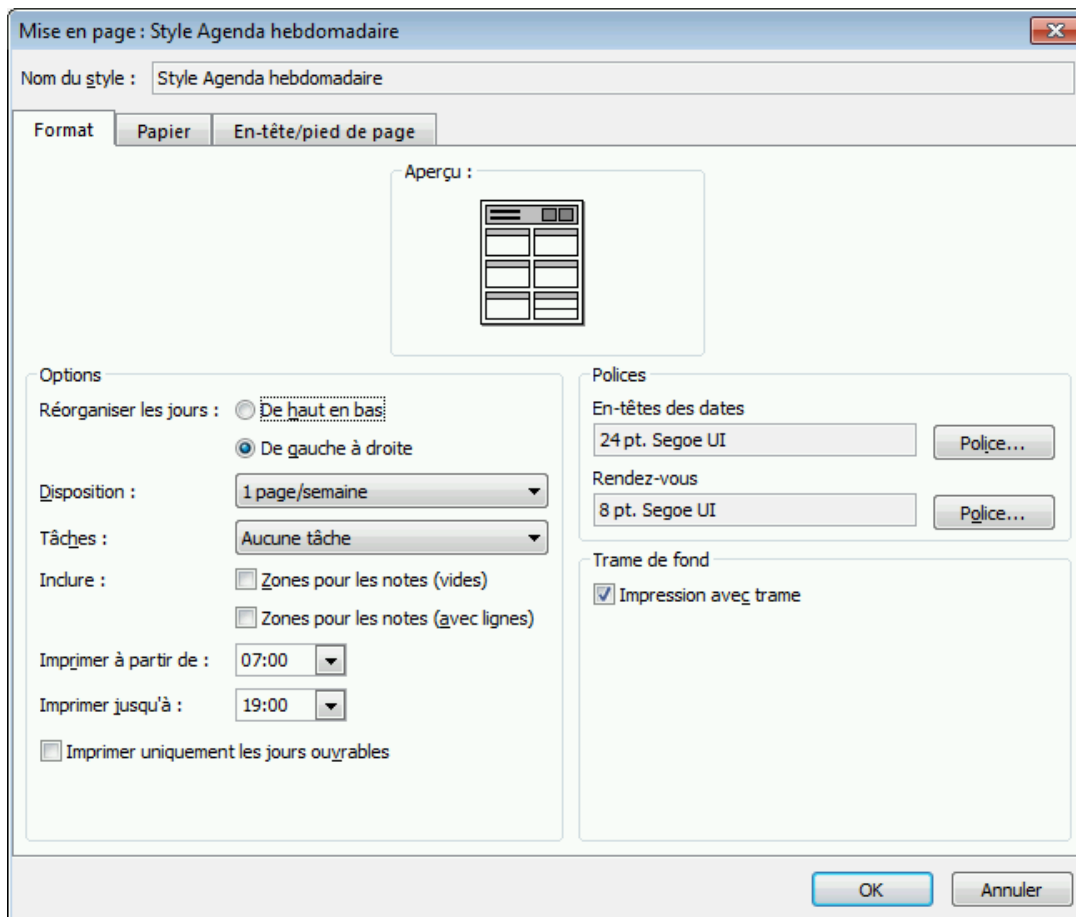 Mise en page : Style Agenda hebdomadaire
Nom du style : Style Agenda hebdomadaire
Format Papier En-tête/pied de page
Aperçu :
Options
Réorganiser les jours : De haut en bas
De gauche à droite
Disposition : 1 page/semaine
Tâches : Aucune tâche
Inclure : Zones pour les notes (vides)
Zones pour les notes (avec lignes)
Imprimer à partir de : 07:00
Imprimer jusqu'à : 19:00
Imprimer uniquement les jours ouvrables
Polices
En-têtes des dates
24 pt. Segoe UI Police...
Rendez-vous
8 pt. Segoe UI Police...
Trame de fond
Impression avec trame
OK Annuler